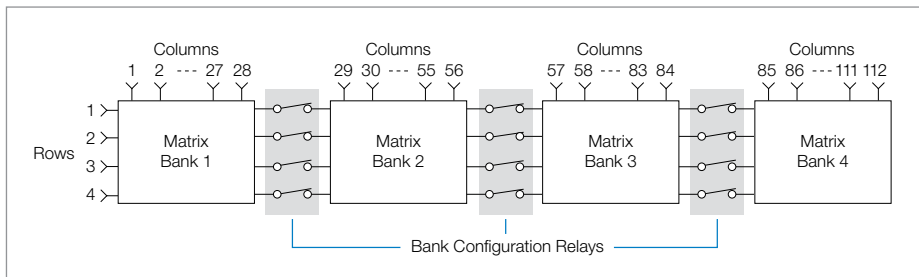 Columns Columns Columns Columns
1 2 --- 27 28 29 30 --- 55 56 57 58 --- 83 84 85 86 --- 111 112
Rows
1
2
3
4
Matrix
Bank 1
Matrix
Bank 2
Matrix
Bank 3
Matrix
Bank 4
Bank Configuration Relays